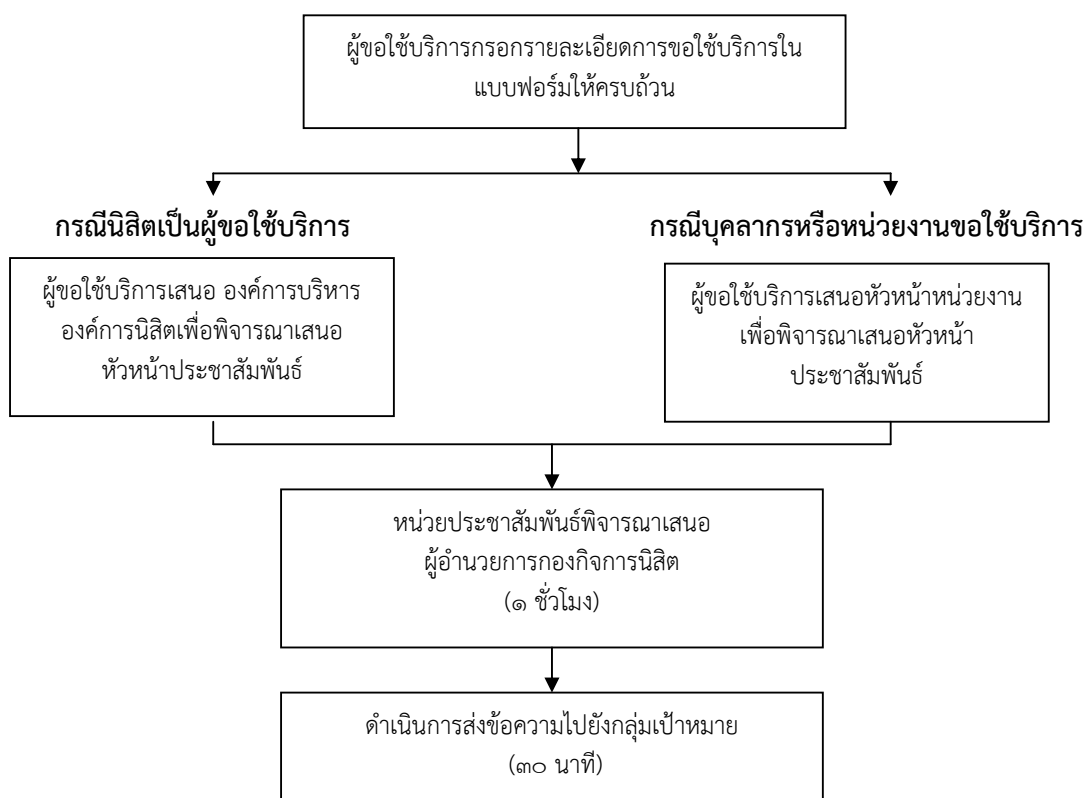 ผู้ขอใช้บริการกรอกรายละเอียดการขอใช้บริการใน
แบบฟอร์มให้ครบถ้วน
กรณีนิสิตเป็นผู้ขอใช้บริการ
ผู้ขอใช้บริการเสนอ องค์การบริหาร
องค์การนิสิตเพื่อพิจารณาเสนอ
หัวหน้าประชาสัมพันธ์
กรณีบุคลากรหรือหน่วยงานขอใช้บริการ
ผู้ขอใช้บริการเสนอหัวหน้าหน่วยงาน
เพื่อพิจารณาเสนอหัวหน้า
ประชาสัมพันธ์
หน่วยประชาสัมพันธ์พิจารณาเสนอ
ผู้อำนวยการกองกิจการนิสิต
(๑ ชั่วโมง)
ดำเนินการส่งข้อความไปยังกลุ่มเป้าหมาย
(๓๐ นาที)